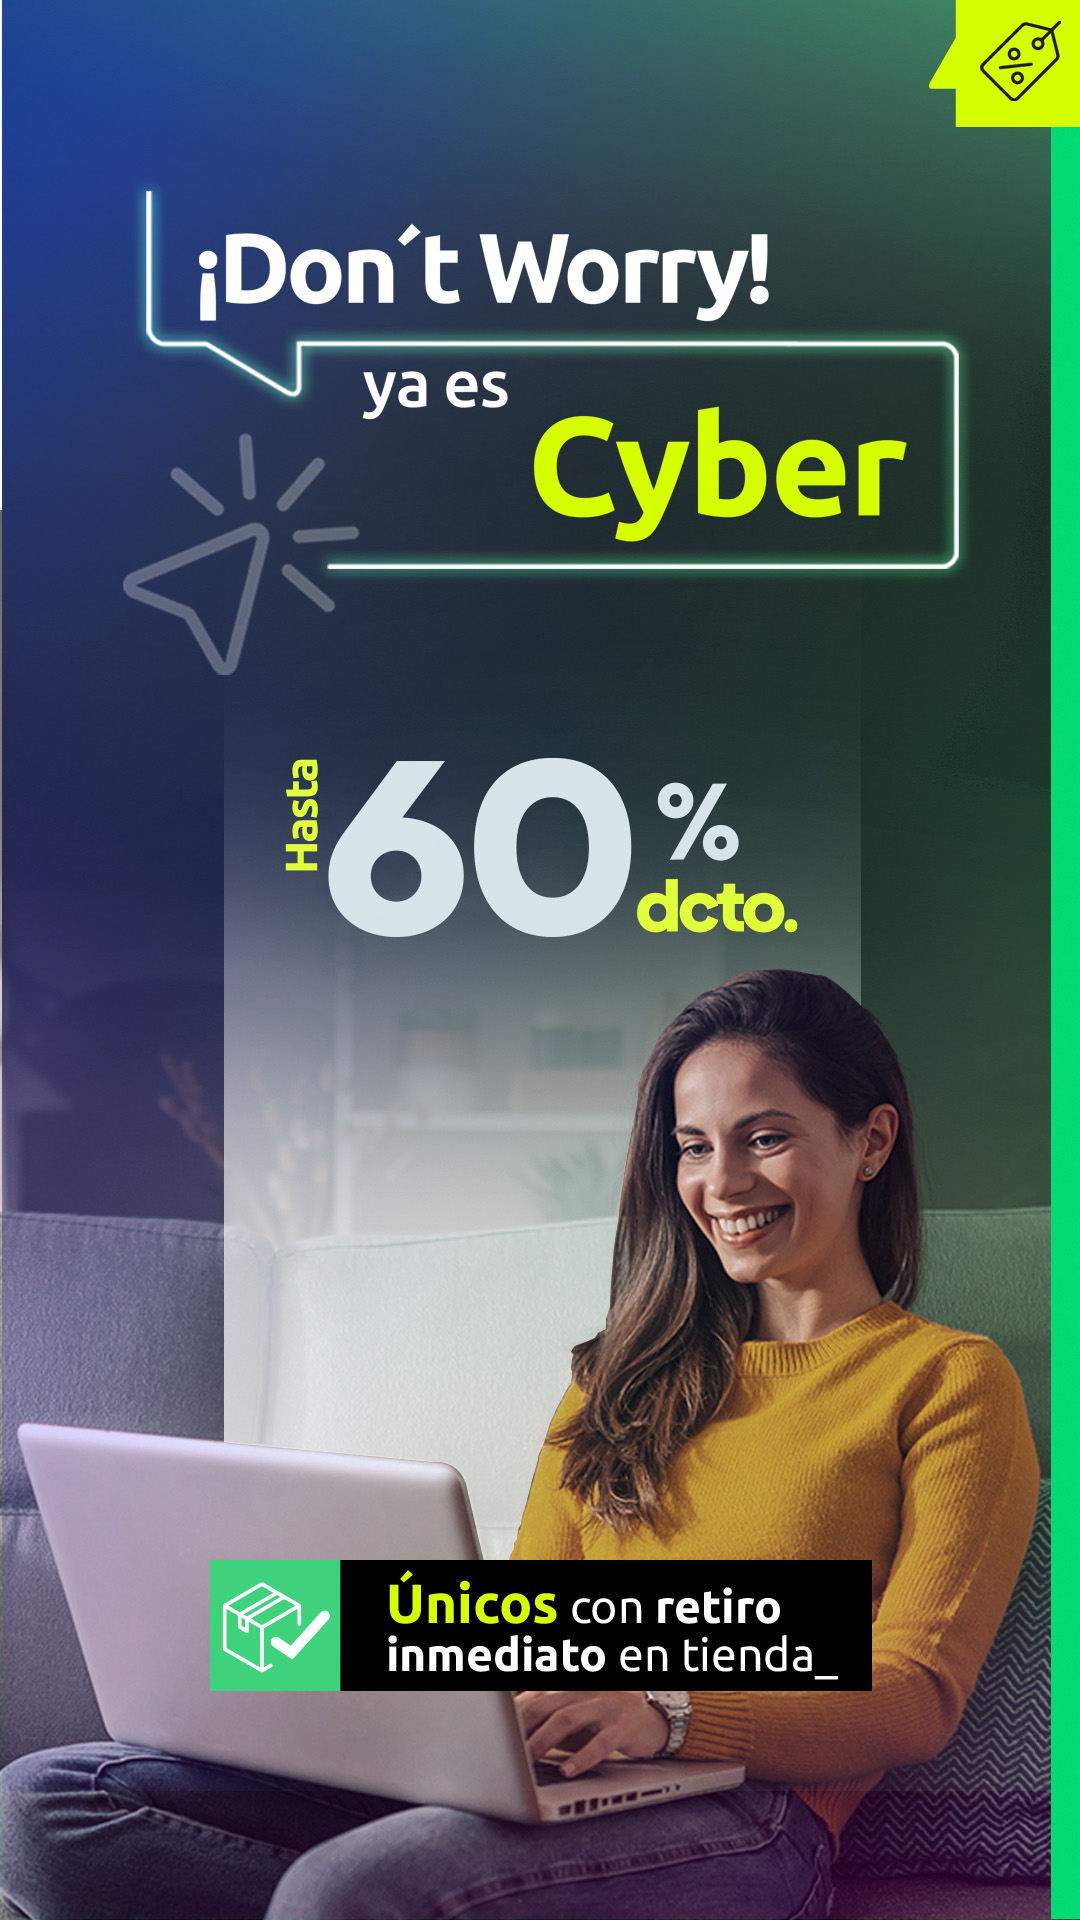 ¡Don´t Worry!
ya es
Cyber
Hasta
60%
dcto.
Únicos con retiro
inmediato en tienda_